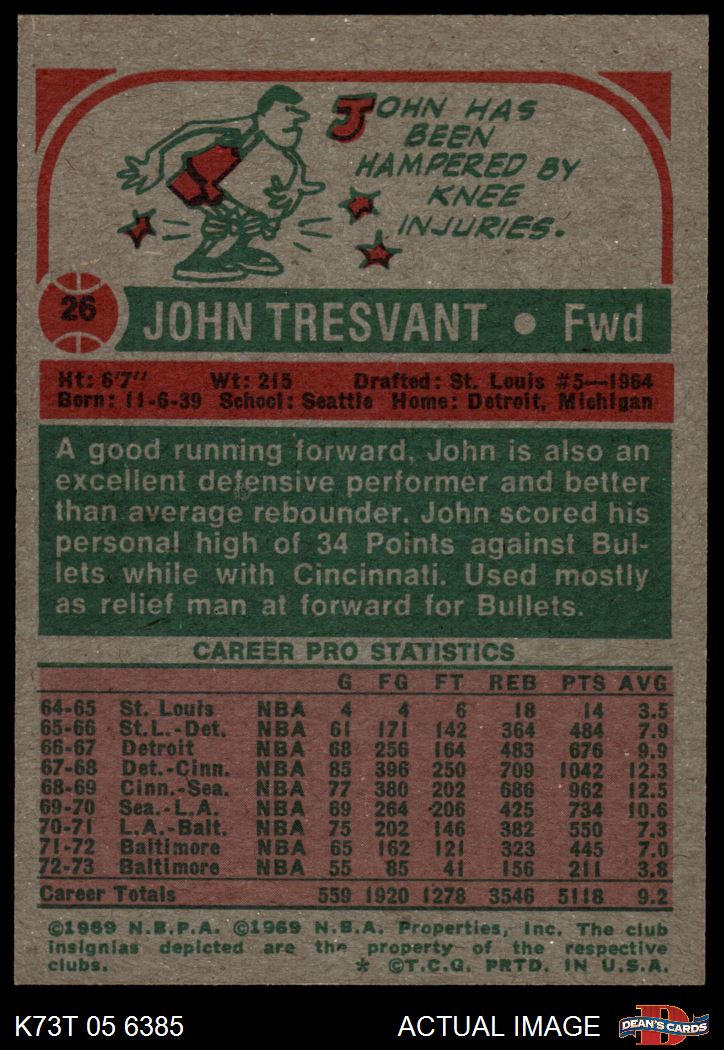 JOHN HAS
BEEN
HAMPERED BY
KNEE
INJURIES.
26
JOHN TRESVANT • Fwd
Ht: 6'7" Wt: 215 Drafted: St. Louis #5—1964
Born: 11-6-39 School: Seattle Home: Detroit, Michigan
A good running forward, John is also an
excellent defensive performer and better
than average rebounder. John scored his
personal high of 34 Points against Bul-
lets while with Cincinnati. Used mostly
as relief man at forward for Bullets.
CAREER PRO STATISTICS
G FG FT REB PTS AVG
64-65 St. Louis NBA 4 4 6 18 14 3.5
65-66 St.L.-Det. NBA 61 171 142 364 484 7.9
66-67 Detroit NBA 68 256 164 483 676 9.9
67-68 Det.-Cinn. NBA 85 396 250 709 1042 12.3
68-69 Cinn.-Sea. NBA 77 380 202 686 962 12.5
69-70 Sea.-L.A. NBA 69 264 206 425 734 10.6
70-71 L.A.-Balt. NBA 75 202 146 382 550 7.3
71-72 Baltimore NBA 65 162 121 323 445 7.0
72-73 Baltimore NBA 55 85 41 156 211 3.8
Career Totals 559 1920 1278 3546 5118 9.2
©1969 N.B.P.A. ©1969 N.B.A. Properties, Inc. The club
insignias depicted are the property of the respective
clubs. * ©T.C.G. PRTD. IN U.S.A.
K73T 05 6385 ACTUAL IMAGE D DEAN'S CARDS